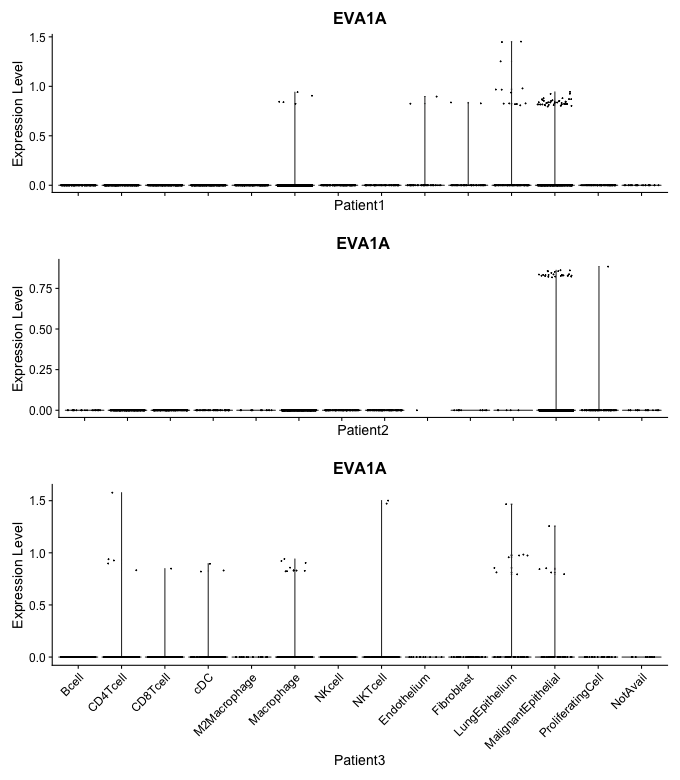 EVA1A
Expression Level
1.5
1.0
0.5
0.0
Patient1
EVA1A
Expression Level
0.75
0.50
0.25
0.00
Patient2
EVA1A
Expression Level
1.5
1.0
0.5
0.0
Bcell
CD4Tcell
CD8Tcell
cDC
M2Macrophage
Macrophage
NKcell
NKTcell
Endothelium
Fibroblast
LungEpithelium
MalignantEpithelial
ProliferatingCell
NotAvail
Patient3